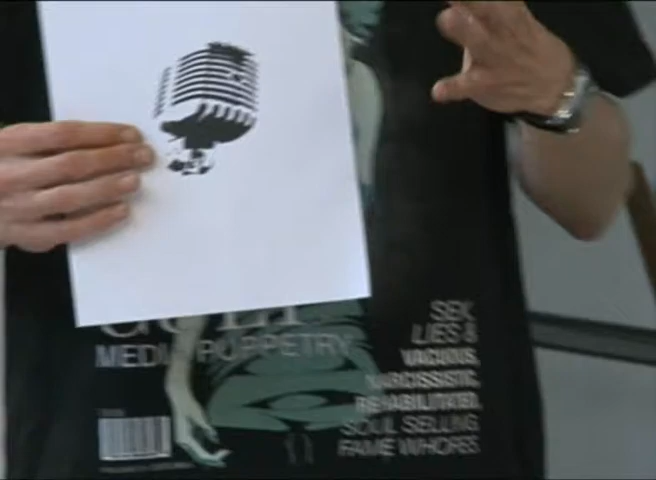 MEDIA PUPPETRY
SEX
LIES &
VACUOUS,
NARCISSISTIC,
REHABILITATED,
SOUL SELLING
FAME WHORES